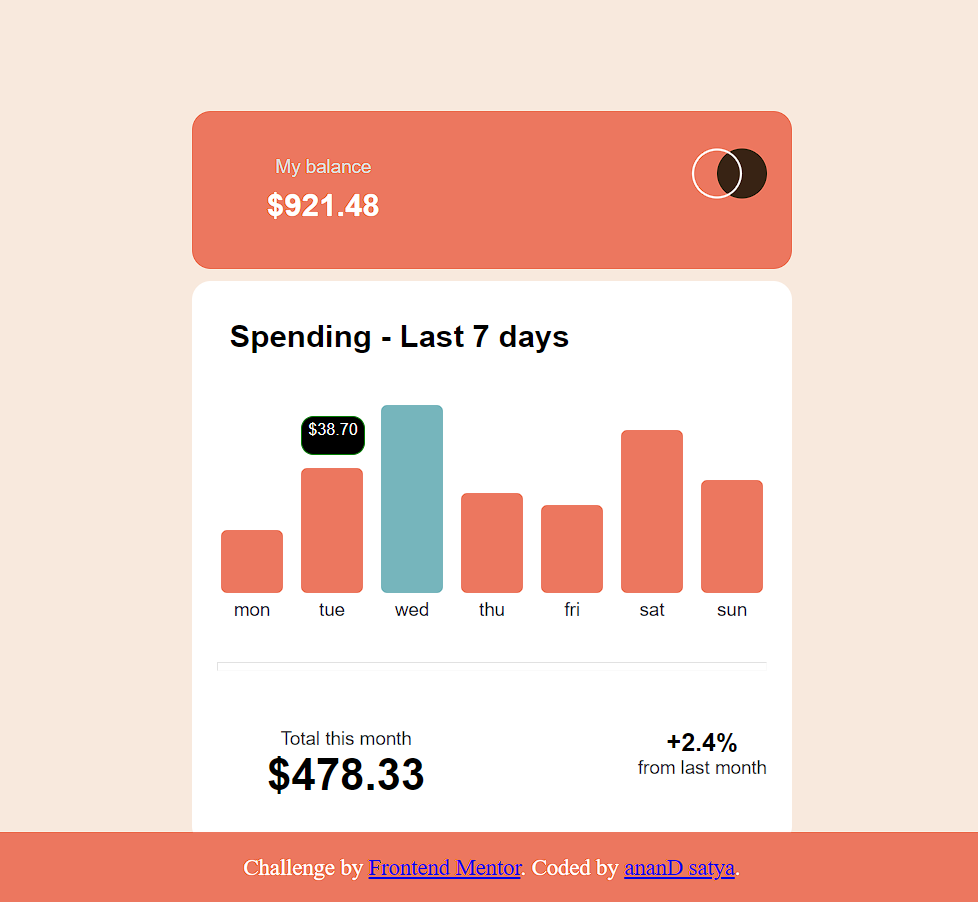 My balance
$921.48
Spending - Last 7 days
$38.70
mon tue wed thu fri sat sun
Total this month
$478.33
+2.4%
from last month
Challenge by Frontend Mentor. Coded by ananD satya.